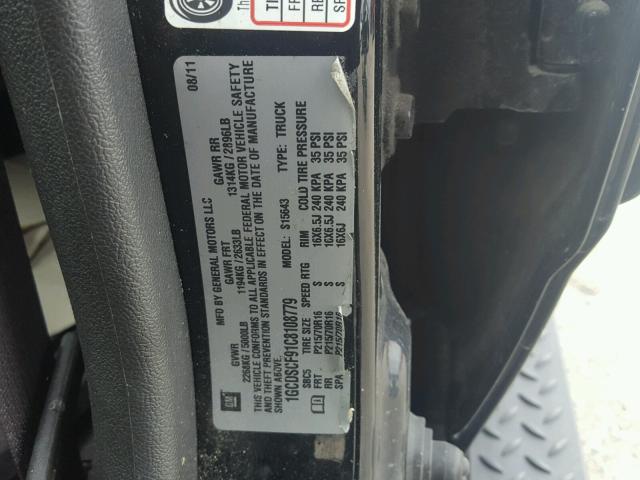 MFD BY GENERAL MOTORS LLC 08/11
GVWR GAWR FRT GAWR RR
2268KG/5000LB 1194KG/2633LB 1314KG/2896LB
THIS VEHICLE CONFORMS TO ALL APPLICABLE FEDERAL MOTOR VEHICLE SAFETY
AND THEFT PREVENTION STANDARDS IN EFFECT ON THE DATE OF MANUFACTURE
SHOWN ABOVE.
1GCDSCF91C8108779 MODEL: S15643 TYPE: TRUCK
SBC5 TIRE SIZE SPEED RTG RIM COLD TIRE PRESSURE
FRT P215/70R16 S 16X6.5J 240 KPA 35 PSI
RR P215/70R16 S 16X6.5J 240 KPA 35 PSI
SPA P215/70R16 S 16X6J 240 KPA 35 PSI
GM